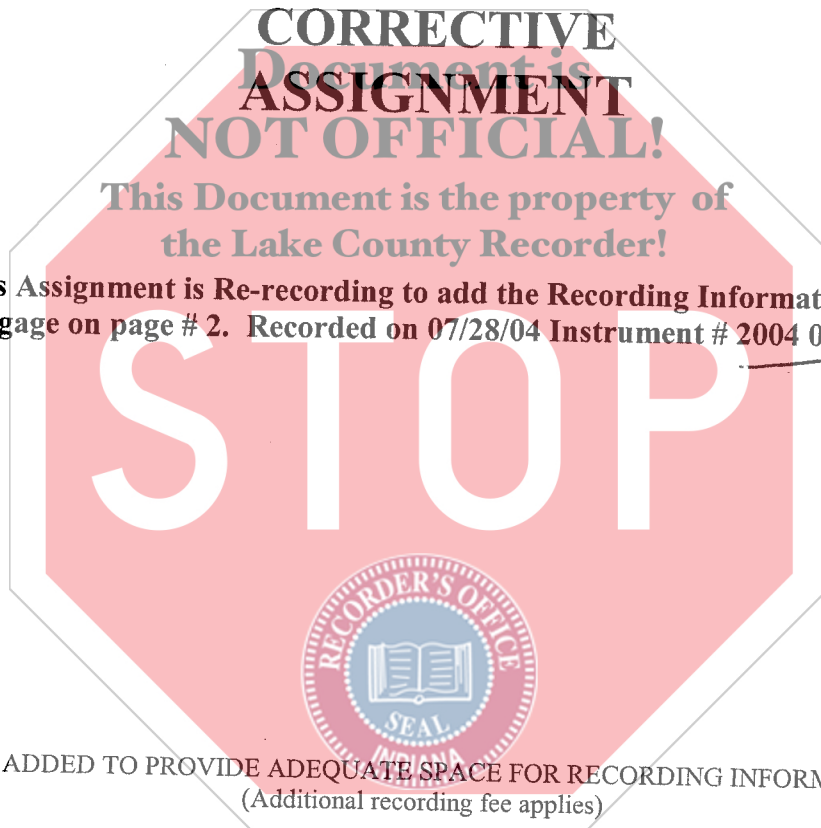 CORRECTIVE
Document is
ASSIGNMENT
NOT OFFICIAL!
This Document is the property of
the Lake County Recorder!
s Assignment is Re-recording to add the Recording Informat
gage on page # 2. Recorded on 07/28/04 Instrument # 2004 0
STOP
RECORDER'S OFFICE
SEAL
INDIANA
ADDED TO PROVIDE ADEQUATE SPACE FOR RECORDING INFORM
(Additional recording fee applies)